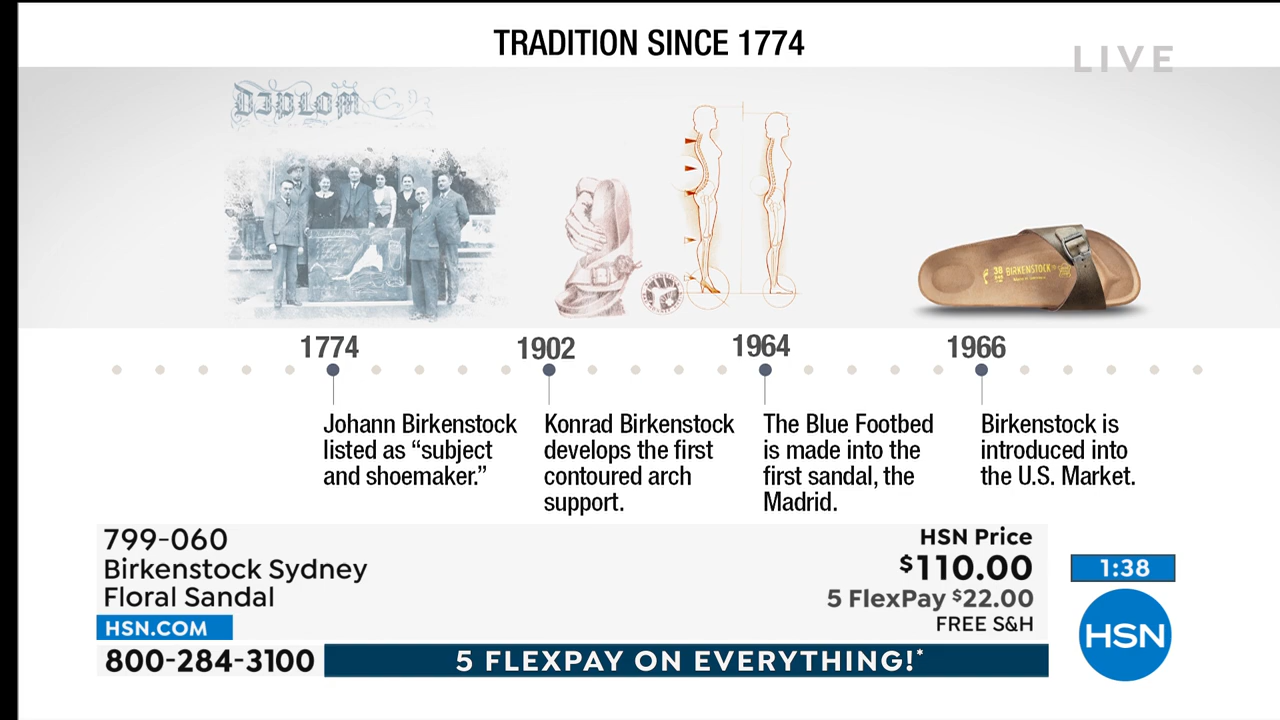 TRADITION SINCE 1774
LIVE
Diplom
38
BIRKENSTOCK
1774
1902
1964
1966
Johann Birkenstock
listed as “subject
and shoemaker.”
Konrad Birkenstock
develops the first
contoured arch
support.
The Blue Footbed
is made into the
first sandal, the
Madrid.
Birkenstock is
introduced into
the U.S. Market.
799-060
Birkenstock Sydney
Floral Sandal
HSN.COM
800-284-3100
HSN Price
$110.00
5 FlexPay $22.00
FREE S&H
5 FLEXPAY ON EVERYTHING!*
1:38
HSN